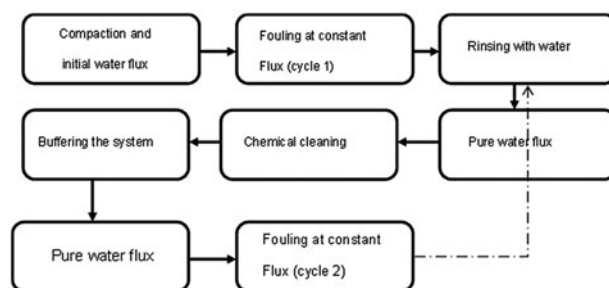 Compaction and
initial water flux
Fouling at constant
Flux (cycle 1)
Rinsing with water
Pure water flux
Chemical cleaning
Buffering the system
Pure water flux
Fouling at constant
Flux (cycle 2)